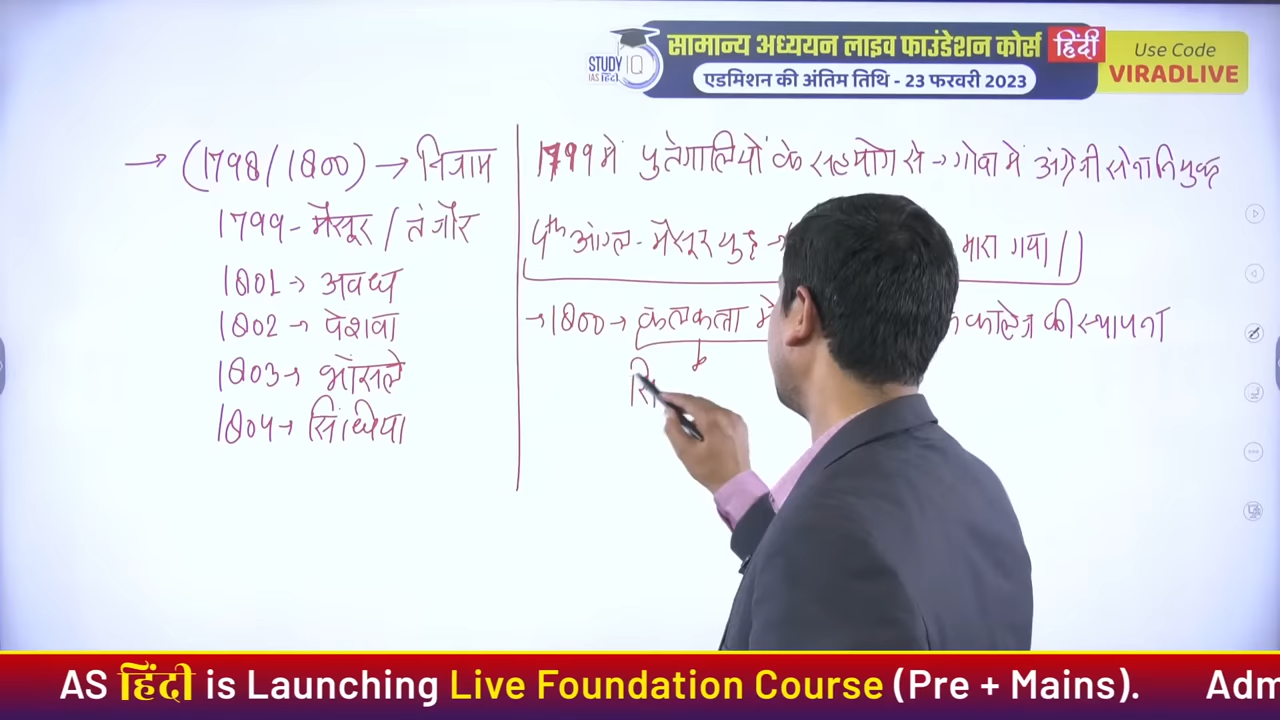 STUDY IQ
IAS हिंदी
सामान्य अध्ययन लाइव फाउंडेशन कोर्स हिंदी
एडमिशन की अंतिम तिथि - 23 फरवरी 2023
Use Code
VIRADLIVE
→ (1798/1800) → निजाम
1799 - मैसूर / तंजौर
1801 → अवध
1802 → पेशवा
1803 → भोंसले
1804 → सिंधिया
1799 में पुर्तगालियों के सहयोग से → गोवा में अंग्रेजी सेना नियुक्त
4th आंग्ल - मैसूर युद्ध → मारा गया
→ 1800 → कलकत्ता में कॉलेज की स्थापना
सि
AS हिंदी is Launching Live Foundation Course (Pre + Mains). Adm